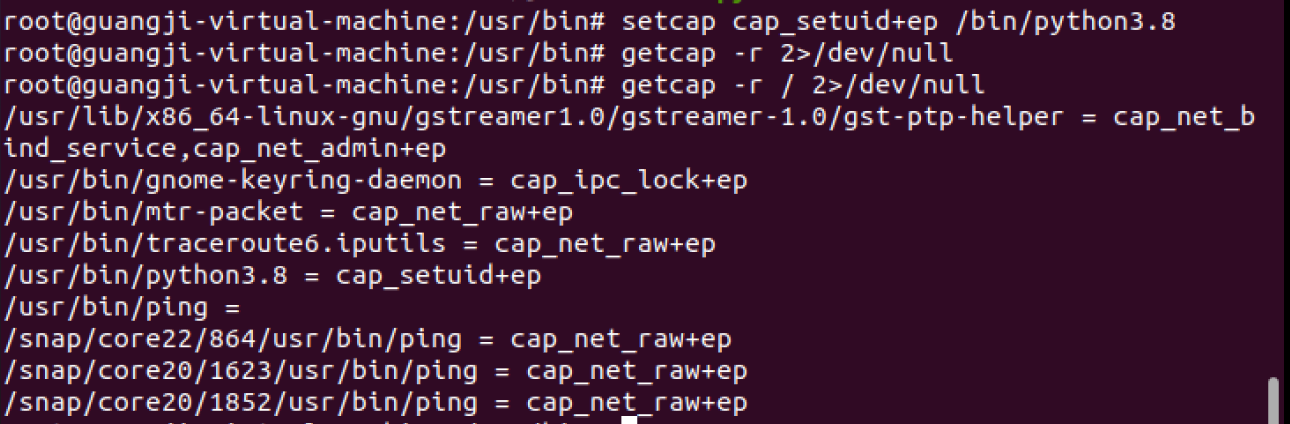 root@guangji-virtual-machine:/usr/bin# setcap cap_setuid+ep /bin/python3.8
root@guangji-virtual-machine:/usr/bin# getcap -r 2>/dev/null
root@guangji-virtual-machine:/usr/bin# getcap -r / 2>/dev/null
/usr/lib/x86_64-linux-gnu/gstreamer1.0/gstreamer-1.0/gst-ptp-helper = cap_net_b
ind_service,cap_net_admin+ep
/usr/bin/gnome-keyring-daemon = cap_ipc_lock+ep
/usr/bin/mtr-packet = cap_net_raw+ep
/usr/bin/traceroute6.iputils = cap_net_raw+ep
/usr/bin/python3.8 = cap_setuid+ep
/usr/bin/ping =
/snap/core22/864/usr/bin/ping = cap_net_raw+ep
/snap/core20/1623/usr/bin/ping = cap_net_raw+ep
/snap/core20/1852/usr/bin/ping = cap_net_raw+ep